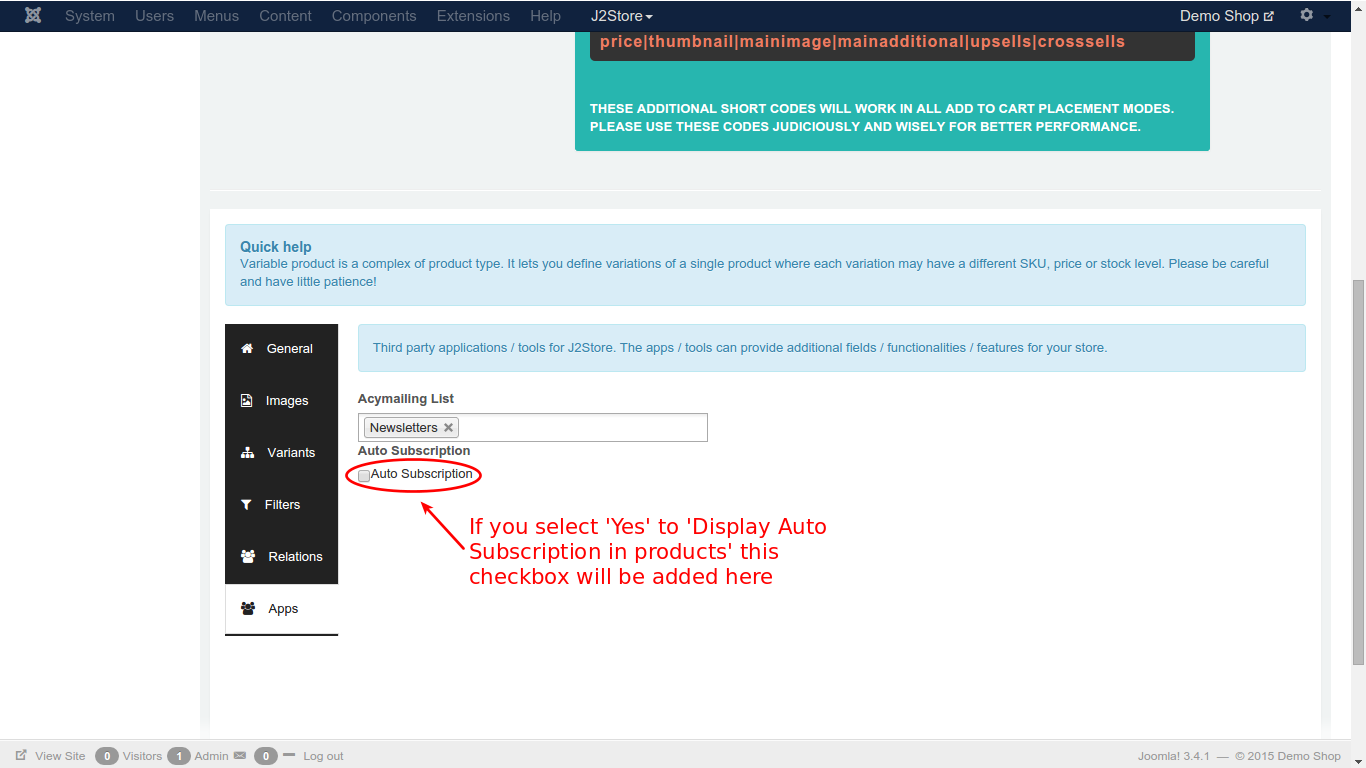 System Users Menus Content Components Extensions Help J2Store Demo Shop
price|thumbnail|mainimage|mainadditional|upsells|crosssells
THESE ADDITIONAL SHORT CODES WILL WORK IN ALL ADD TO CART PLACEMENT MODES.
PLEASE USE THESE CODES JUDICIOUSLY AND WISELY FOR BETTER PERFORMANCE.
Quick help
Variable product is a complex of product type. It lets you define variations of a single product where each variation may have a different SKU, price or stock level. Please be careful
and have little patience!
General
Images
Variants
Filters
Relations
Apps
Third party applications / tools for J2Store. The apps / tools can provide additional fields / functionalities / features for your store.
Acymailing List
Newsletters
Auto Subscription
Auto Subscription
If you select 'Yes' to 'Display Auto
Subscription in products' this
checkbox will be added here
View Site 0 Visitors 1 Admin 0 Log out Joomla! 3.4.1 — © 2015 Demo Shop